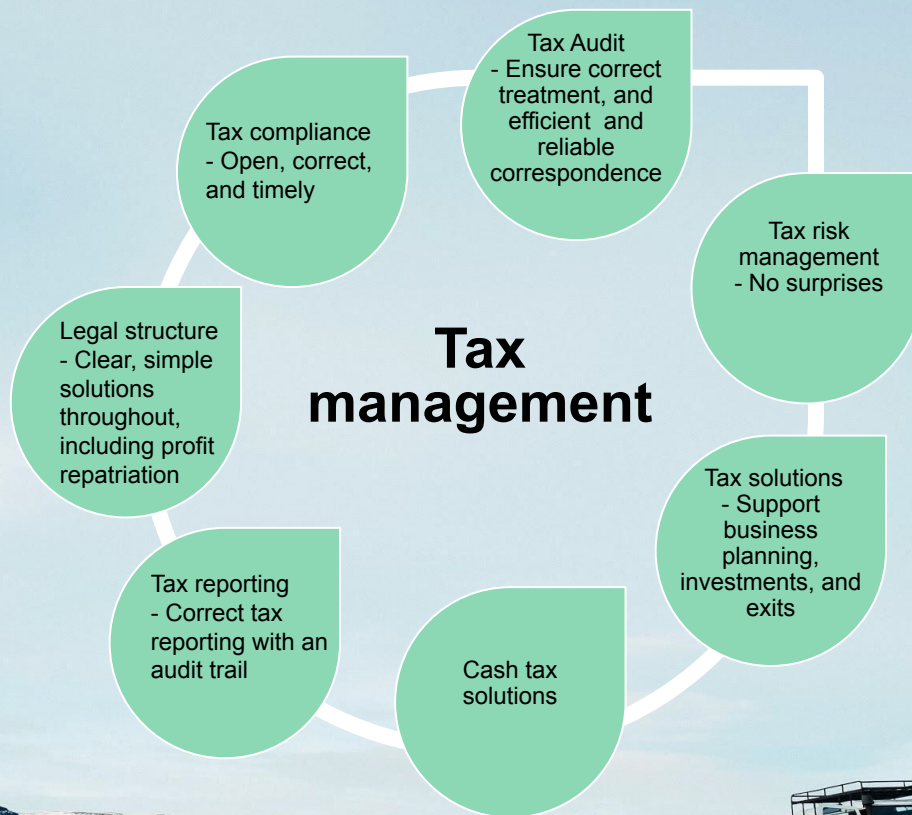 Tax Audit
- Ensure correct
treatment, and
efficient and
reliable
correspondence
Tax compliance
- Open, correct,
and timely
Tax risk
management
- No surprises
Legal structure
- Clear, simple
solutions
throughout,
including profit
repatriation
Tax
management
Tax solutions
- Support
business
planning,
investments, and
exits
Tax reporting
- Correct tax
reporting with an
audit trail
Cash tax
solutions